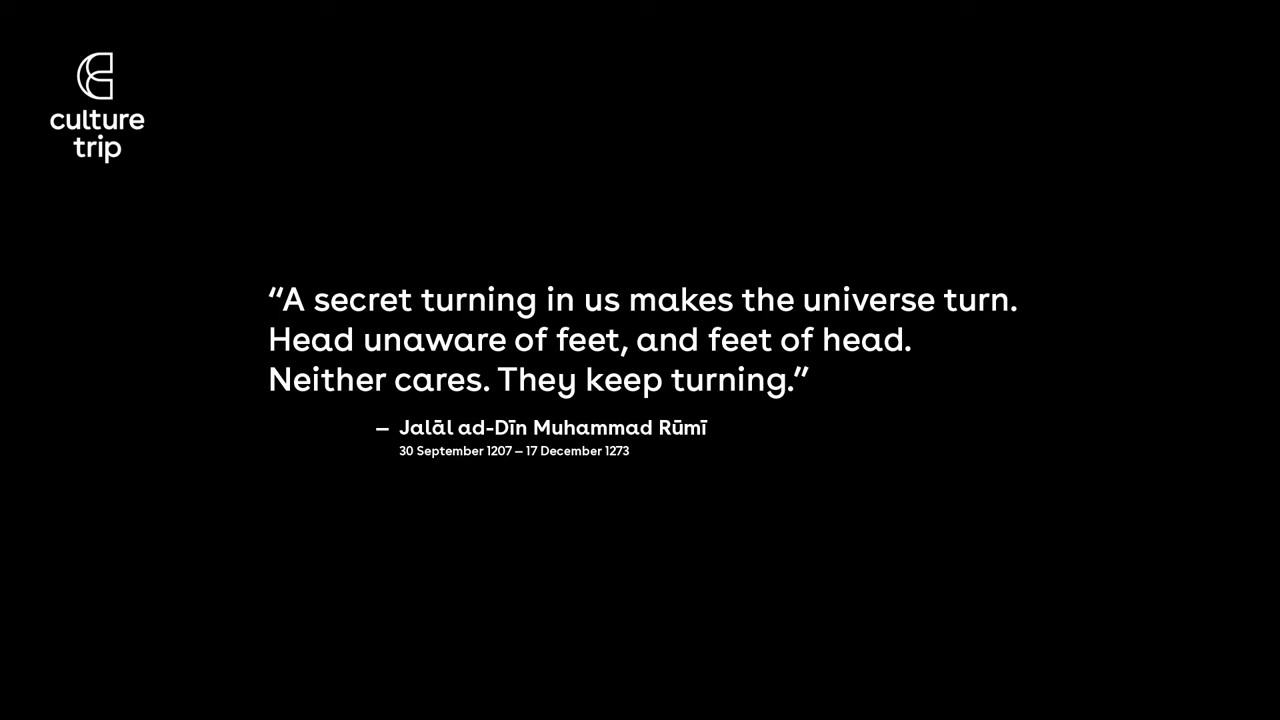 culture
trip
“A secret turning in us makes the universe turn.
Head unaware of feet, and feet of head.
Neither cares. They keep turning.”
– Jalāl ad-Dīn Muhammad Rūmī
30 September 1207 – 17 December 1273